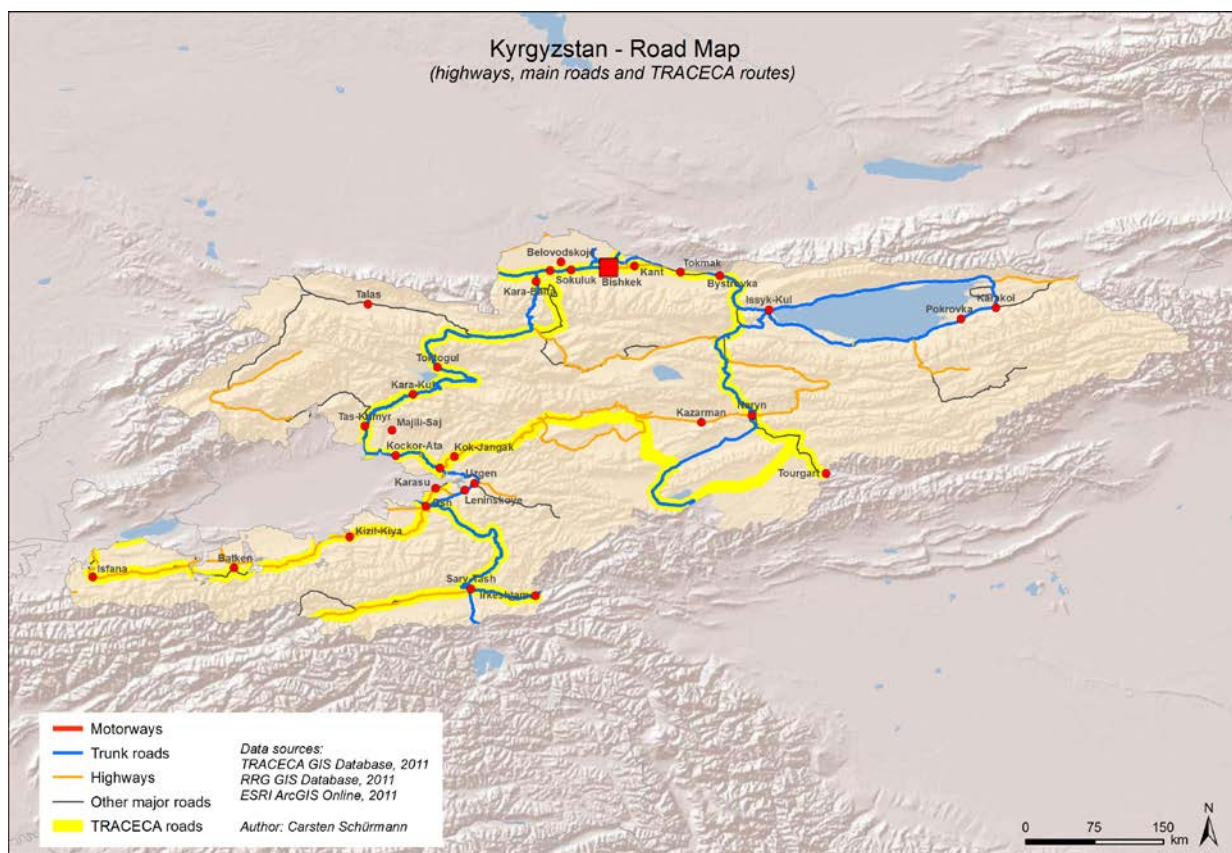 Kyrgyzstan - Road Map
(highways, main roads and TRACECA routes)
Belovodskoje
Sokuluk
Bishkek
Kant
Tokmak
Bystrovka
Kara-Balta
Talas
Issyk-Kul
Karakol
Pokrovka
Toktogul
Kara-Kul
Tas-Kumyr
Majili-Saj
Kazarman
Naryn
Kockor-Ata
Kok-Jangak
Tourgart
Karasu
Uzgen
Leninskoye
Osh
Kizil-Kiya
Batken
Isfana
Sary-Tash
Irkeshtam
Motorways
Trunk roads
Highways
Other major roads
TRACECA roads
Data sources:
TRACECA GIS Database, 2011
RRG GIS Database, 2011
ESRI ArcGIS Online, 2011
Author: Carsten Schürmann
N
0 75 150
km